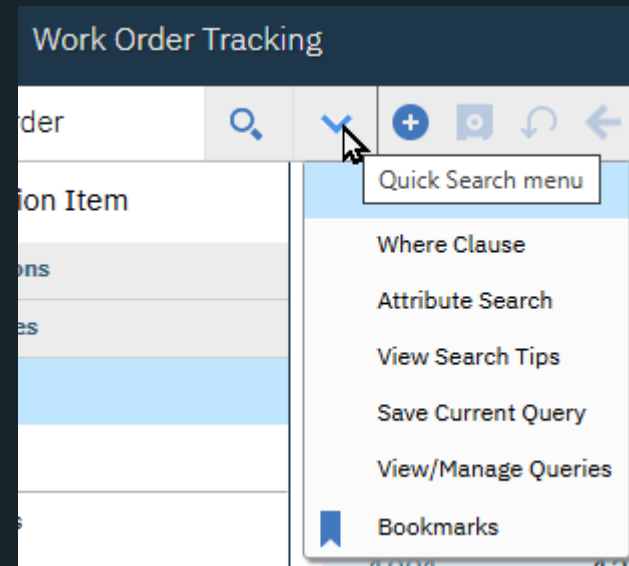 Work Order Tracking
der
Quick Search menu
ion Item
Where Clause
ons
Attribute Search
es
View Search Tips
Save Current Query
View/Manage Queries
s
Bookmarks